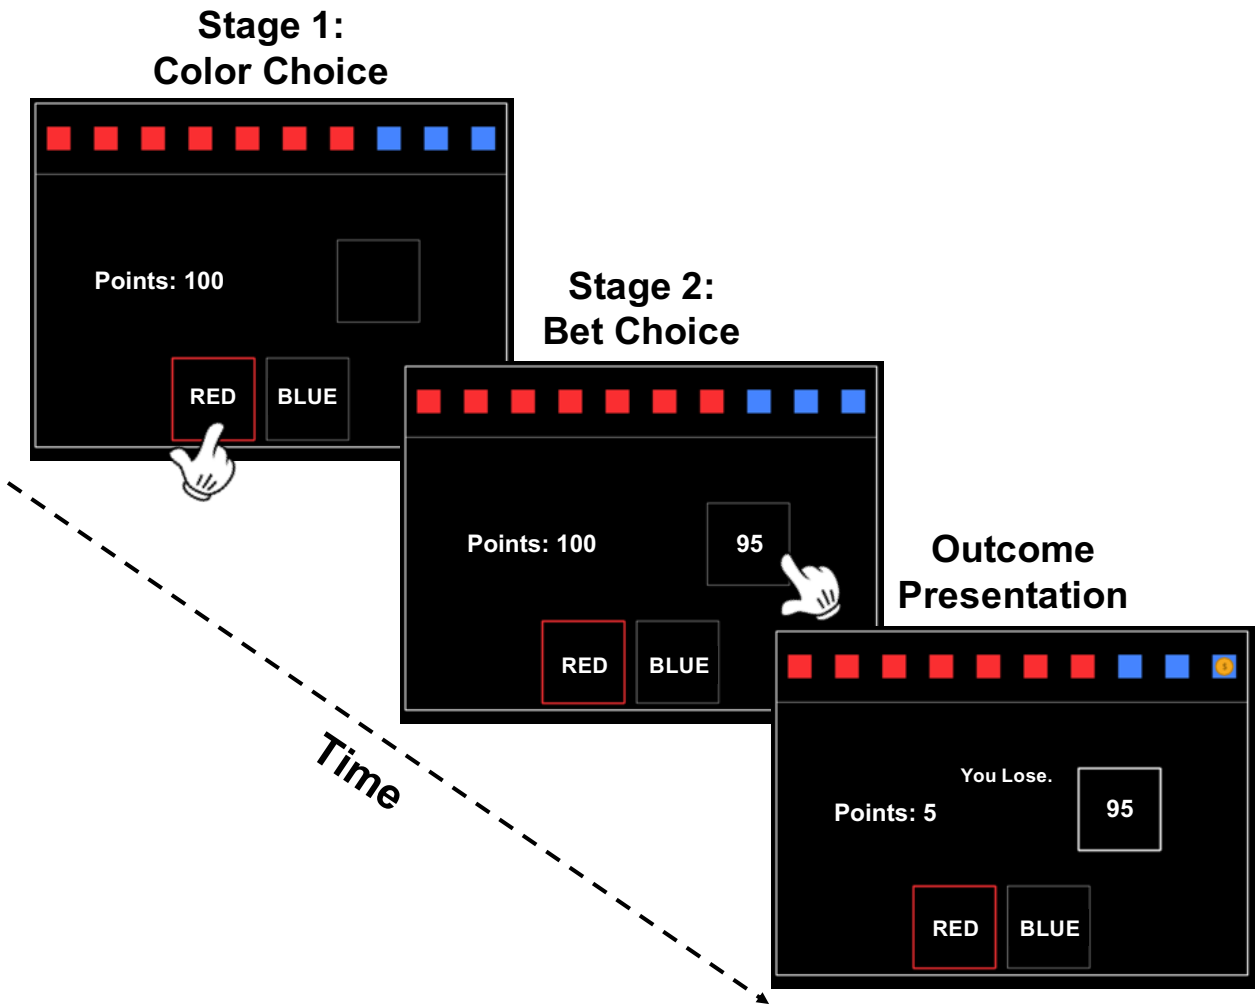 Stage 1:
Color Choice
Points: 100
RED
BLUE
Stage 2:
Bet Choice
Points: 100
95
RED
BLUE
Outcome
Presentation
You Lose.
Points: 5
95
RED
BLUE
Time